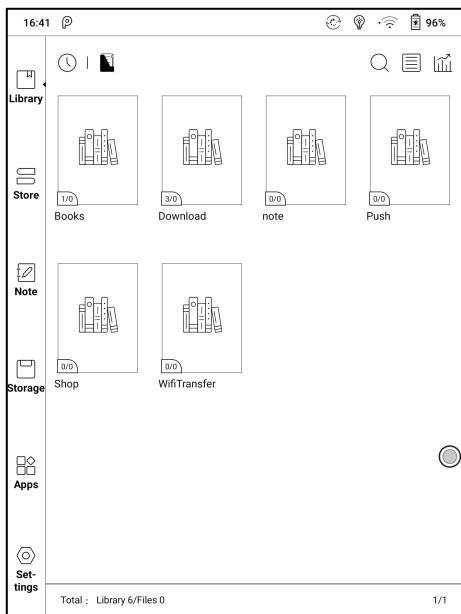 16:41 96%
Library
1/0 3/0 0/0 0/0
Books Download note Push
Store
Note
0/0 0/0
Shop WifiTransfer
Storage
Apps
Set-
tings
Total： Library 6/Files 0 1/1